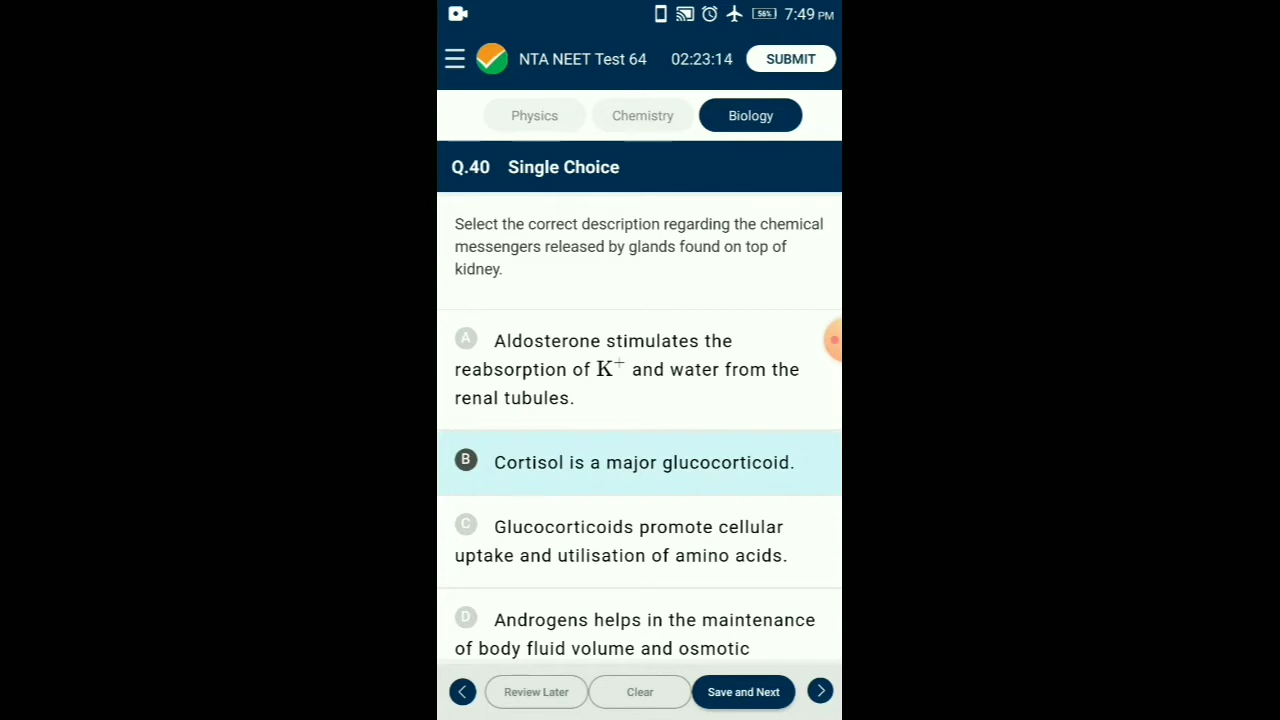 56% 7:49 PM
NTA NEET Test 64 02:23:14 SUBMIT
Physics Chemistry Biology
Q.40 Single Choice
Select the correct description regarding the chemical
messengers released by glands found on top of
kidney.
A Aldosterone stimulates the
reabsorption of K⁺ and water from the
renal tubules.
B Cortisol is a major glucocorticoid.
C Glucocorticoids promote cellular
uptake and utilisation of amino acids.
D Androgens helps in the maintenance
of body fluid volume and osmotic
Review Later Clear Save and Next